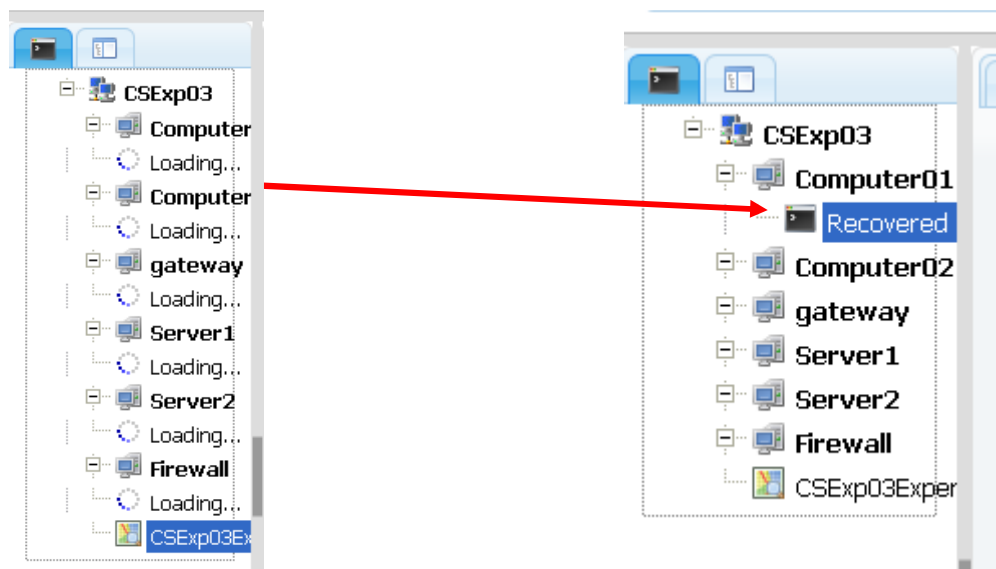 CSExp03
Computer
Loading...
Computer
Loading...
gateway
Loading...
Server1
Loading...
Server2
Loading...
Firewall
Loading...
CSExp03Ex
CSExp03
Computer01
Recovered
Computer02
gateway
Server1
Server2
Firewall
CSExp03Exper